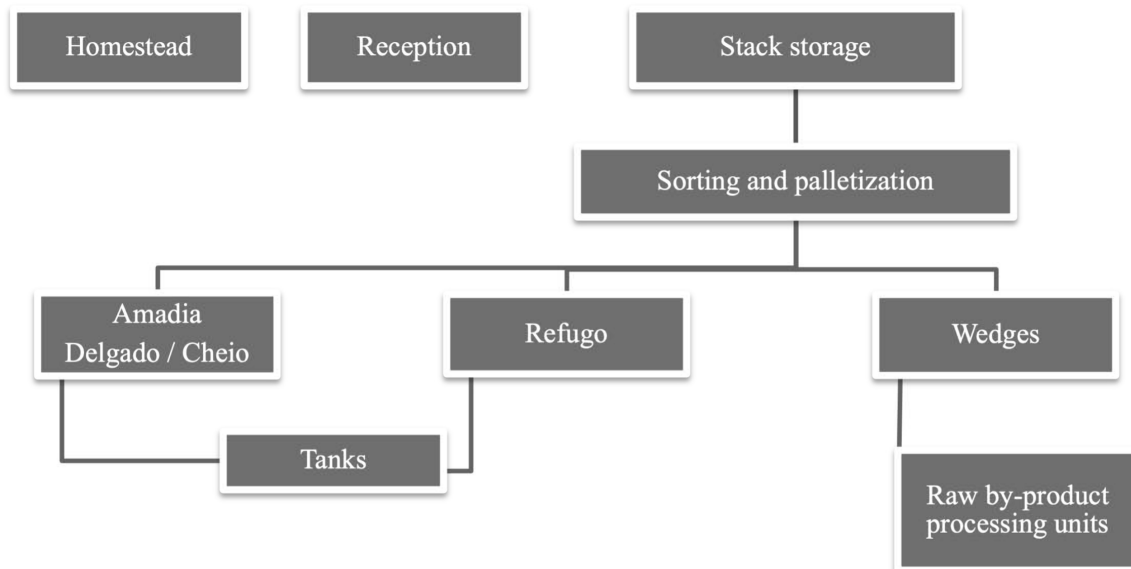 Homestead
Reception
Stack storage
Sorting and palletization
Amadia
Delgado / Cheio
Refugo
Wedges
Tanks
Raw by-product
processing units